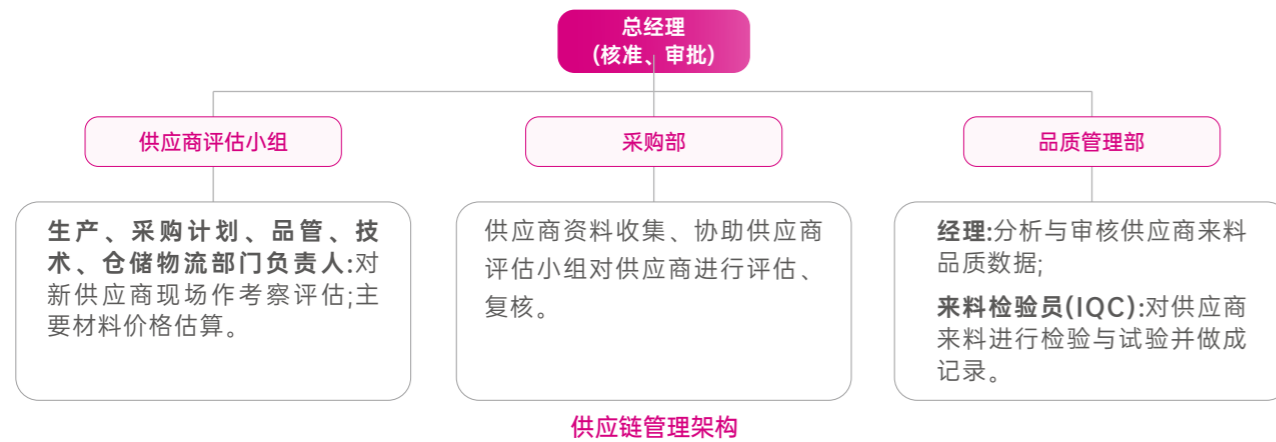 总经理
(核准、审批)
供应商评估小组
采购部
品质管理部
生产、采购计划、品管、技
术、仓储物流部门负责人:对
新供应商现场作考察评估;主
要材料价格估算。
供应商资料收集、协助供应商
评估小组对供应商进行评估、
复核。
经理:分析与审核供应商来料
品质数据;
来料检验员(IQC):对供应商
来料进行检验与试验并做成
记录。
供应链管理架构